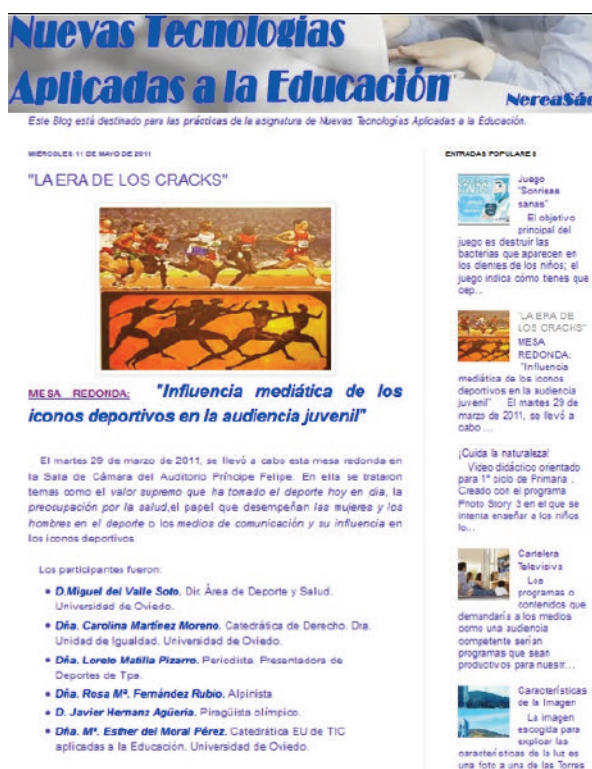 Nuevas Tecnologías
Aplicadas a la Educación
NereaSáe
Este Blog está destinado para las prácticas de la asignatura de Nuevas Tecnologías Aplicadas a la Educación.
MIÉRCOLES 11 DE MAYO DE 2011
"LA ERA DE LOS CRACKS"
MESA REDONDA: "Influencia mediática de los
iconos deportivos en la audiencia juvenil"
El martes 29 de marzo de 2011, se llevó a cabo esta mesa redonda en
la Sala de Cámara del Auditorio Príncipe Felipe. En ella se trataron
temas como el valor supremo que ha tomado el deporte hoy en día, la
preocupación por la salud,el papel que desempeñan las mujeres y los
hombres en el deporte o los medios de comunicación y su influencia en
los iconos deportivos
Los participantes fueron:
• D.Miguel del Valle Soto. Dir. Área de Deporte y Salud.
Universidad de Oviedo.
• Dña. Carolina Martínez Moreno. Catedrática de Derecho. Dra.
Unidad de Igualdad. Universidad de Oviedo.
• Dña. Loreto Matilla Pizarro. Periodista. Presentadora de
Deportes de Tpa.
• Dña. Rosa Mª. Fernández Rubio. Alpinista
• D. Javier Hernanz Agüería. Piragüista olímpico.
• Dña. Mª. Esther del Moral Pérez. Catedrática EU de TIC
aplicadas a la Educación. Universidad de Oviedo.
ENTRADAS POPULARES
Juego
"Sonrisas
sanas"
El objetivo
principal del
juego es destruir las
bacterias que aparecen en
los dientes de los niños; el
juego indica cómo tienes que
cep...
"LA ERA DE
LOS CRACKS"
MESA
REDONDA:
"Influencia
mediática de los iconos
deportivos en la audiencia
juvenil" El martes 29 de
marzo de 2011, se llevó a
cabo ...
¡Cuida la naturaleza!
Video didáctico orientado
para 1º ciclo de Primaria .
Creado con el programa
Photo Story 3 en el que se
intenta enseñar a los niños
lo...
Cartelera
Televisiva
Los
programas o
contenidos que
demandaría a los medios
como una audiencia
competente serían
programas que sean
productivos para nuestr...
Características
de la Imagen
La imagen
escogida para
explicar las
características de la luz es
una foto a una de las Torres